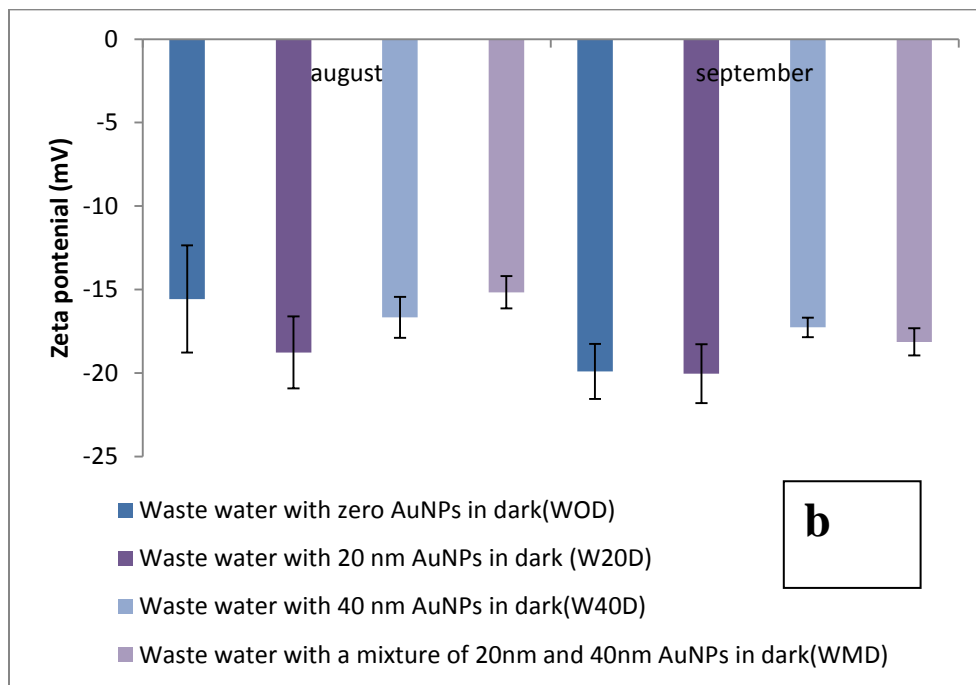 0
august
september
-5
-10
-15
-20
-25
Zeta pontenial (mV)
Waste water with zero AuNPs in dark(WOD)
Waste water with 20 nm AuNPs in dark (W20D)
Waste water with 40 nm AuNPs in dark(W40D)
Waste water with a mixture of 20nm and 40nm AuNPs in dark(WMD)
b